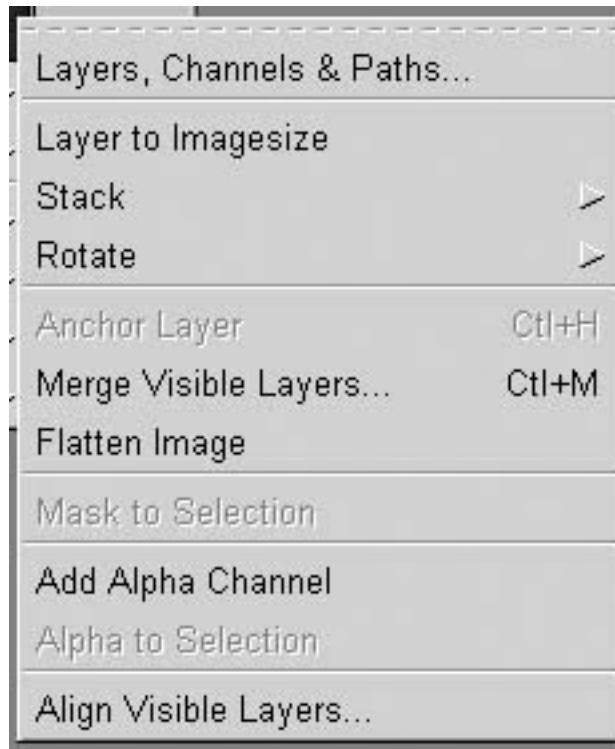 Layers, Channels & Paths...
Layer to Imagesize
Stack
Rotate
Anchor Layer Ctl+H
Merge Visible Layers... Ctl+M
Flatten Image
Mask to Selection
Add Alpha Channel
Alpha to Selection
Align Visible Layers...